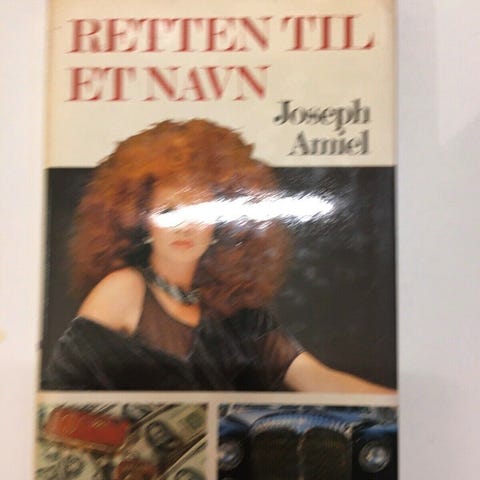 RETTEN TIL
ET NAVN
Joseph
Amiel